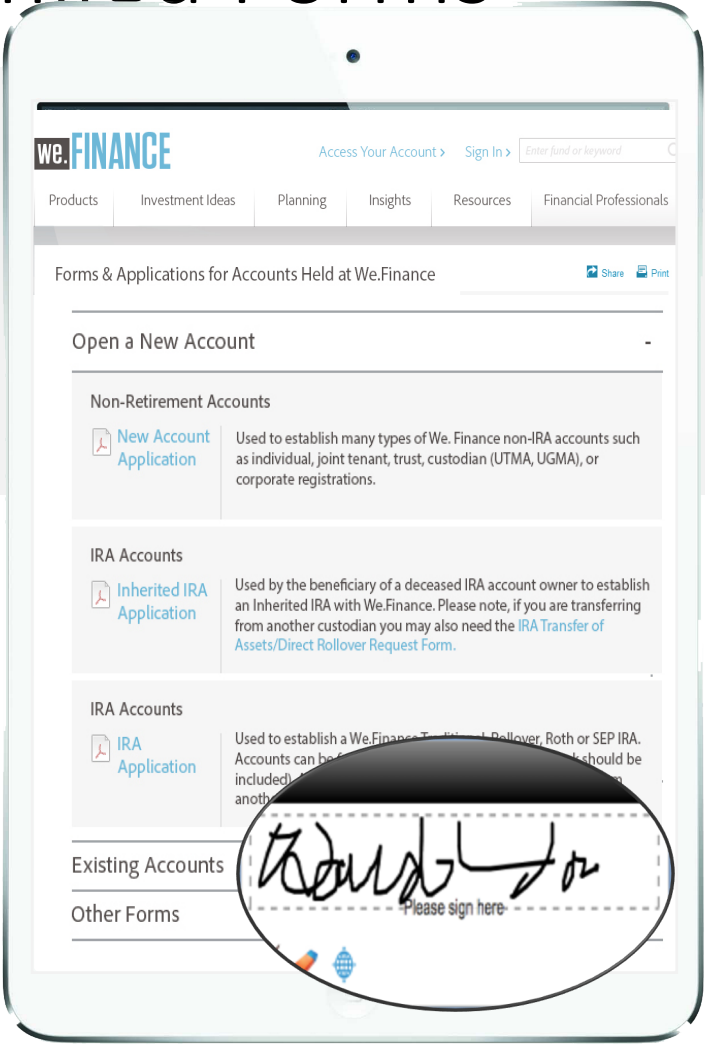 we.FINANCE
Access Your Account > Sign In > Enter fund or keyword
Products Investment Ideas Planning Insights Resources Financial Professionals
Forms & Applications for Accounts Held at We.Finance Share Print
Open a New Account -
Non-Retirement Accounts
New Account
Application
Used to establish many types of We. Finance non-IRA accounts such
as individual, joint tenant, trust, custodian (UTMA, UGMA), or
corporate registrations.
IRA Accounts
Inherited IRA
Application
Used by the beneficiary of a deceased IRA account owner to establish
an Inherited IRA with We.Finance. Please note, if you are transferring
from another custodian you may also need the IRA Transfer of
Assets/Direct Rollover Request Form.
IRA Accounts
IRA
Application
Used to establish a We.Finance Traditional, Rollover, Roth or SEP IRA.
Accounts can be should be
included).
Existing Accounts
Other Forms
Please sign here